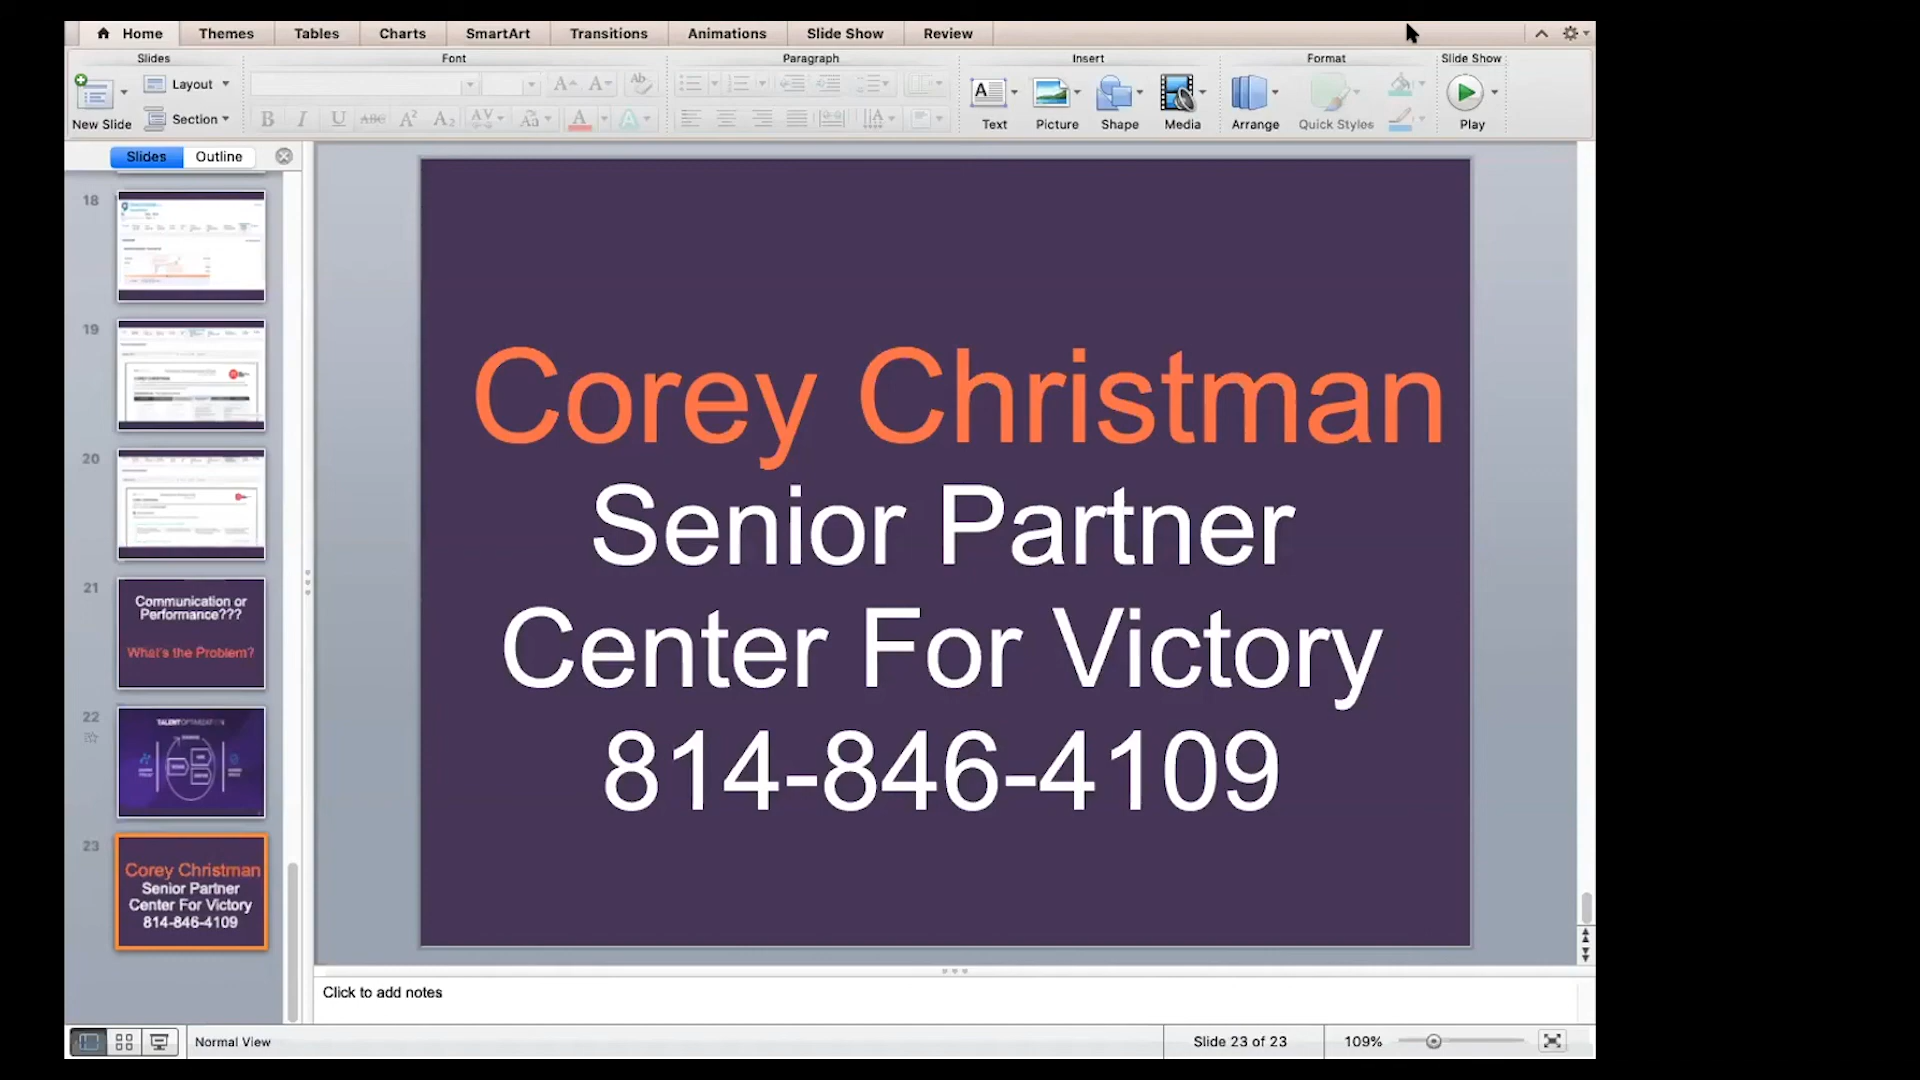 Home Themes Tables Charts SmartArt Transitions Animations Slide Show Review
Slides Font Paragraph Insert Format Slide Show
Layout
New Slide Section
Text Picture Shape Media Arrange Quick Styles Play
Slides Outline
18
19
20
21
Communication or
Performance???
What's the Problem?
22
TALENT OPTIMIZATION
23
Corey Christman
Senior Partner
Center For Victory
814-846-4109
Corey Christman
Senior Partner
Center For Victory
814-846-4109
Click to add notes
Normal View Slide 23 of 23 109%